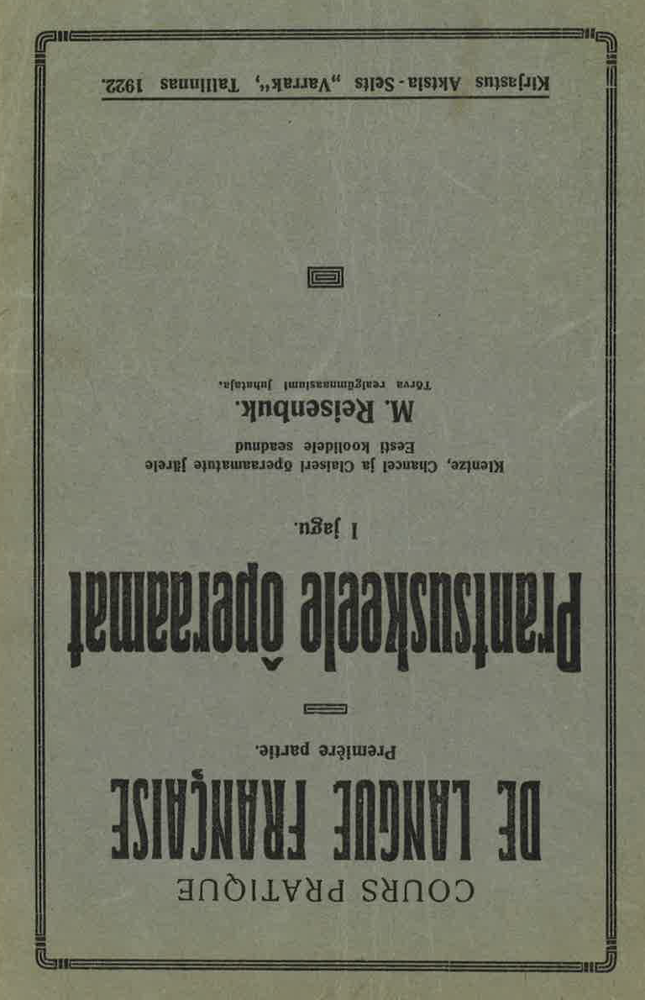 COURS PRATIQUE
DE LANGUE FRANÇAISE
Première partie.
Prantsuskeele õperaamat
I jagu.
Klentze, Chancel ja Claiseri õperaamatute järele
Eesti koolidele seadnud
M. Reisenbuk.
Tõrva realgümnaasiumi juhataja.
Kirjastus Aktsia-Selts „Varrak“, Tallinnas 1922.